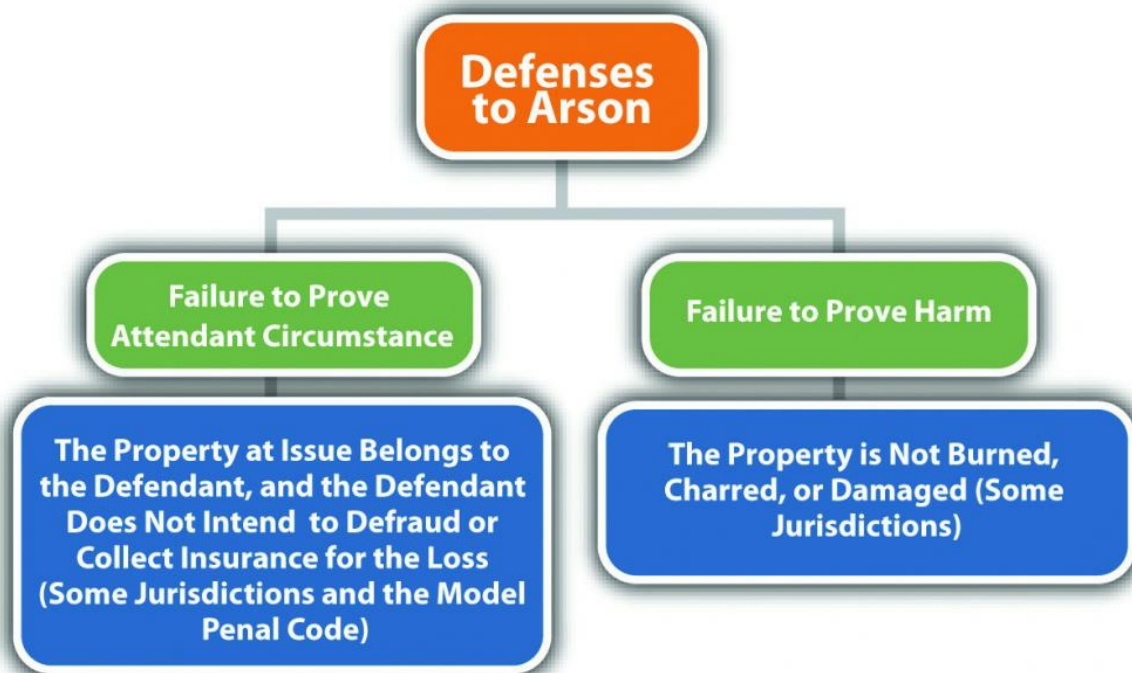 Defenses
to Arson
Failure to Prove
Attendant Circumstance
Failure to Prove Harm
The Property at Issue Belongs to
the Defendant, and the Defendant
Does Not Intend to Defraud or
Collect Insurance for the Loss
(Some Jurisdictions and the Model
Penal Code)
The Property is Not Burned,
Charred, or Damaged (Some
Jurisdictions)